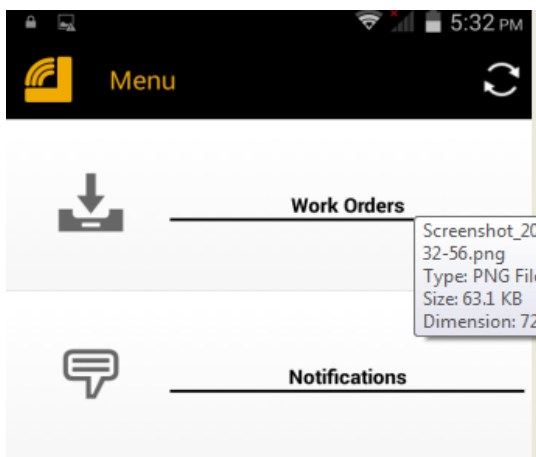 5:32 PM
Menu
Work Orders
Screenshot_20
32-56.png
Type: PNG File
Size: 63.1 KB
Dimension: 72
Notifications